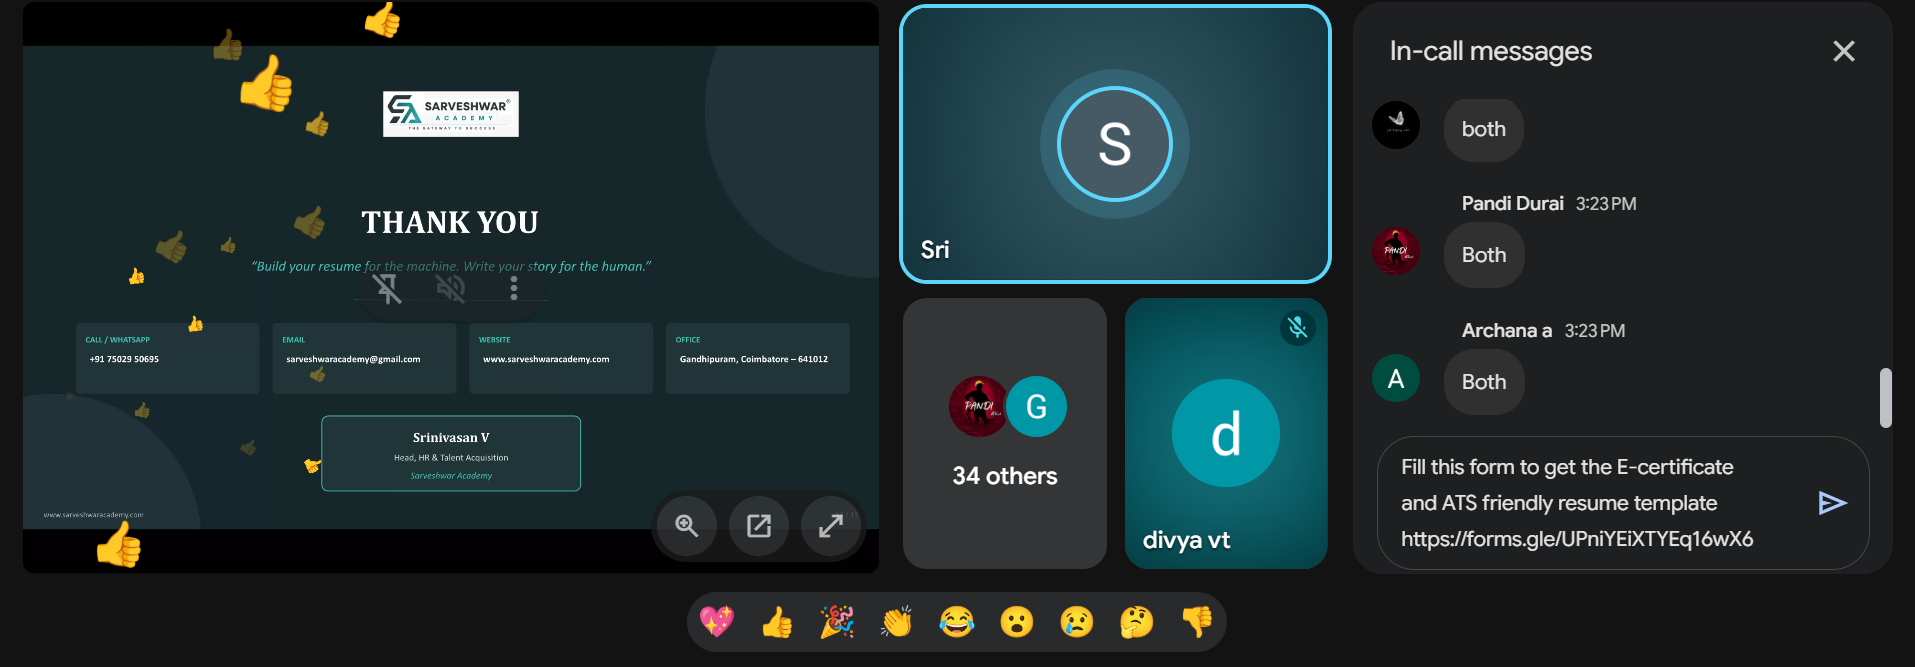 SARVESHWAR®
ACADEMY
THE GATEWAY TO SUCCESS
THANK YOU
“Build your resume for the machine. Write your story for the human.”
CALL / WHATSAPP
+91 75029 50695
EMAIL
sarveshwaracademy@gmail.com
WEBSITE
www.sarveshwaracademy.com
OFFICE
Gandhipuram, Coimbatore – 641012
Srinivasan V
Head, HR & Talent Acquisition
Sarveshwar Academy
www.sarveshwaracademy.com
S
Sri
PANDI
G
34 others
d
divya vt
In-call messages
both
Pandi Durai 3:23 PM
PANDI
Both
Archana a 3:23 PM
A
Both
Fill this form to get the E-certificate
and ATS friendly resume template
https://forms.gle/UPniYEiXTYEq16wX6